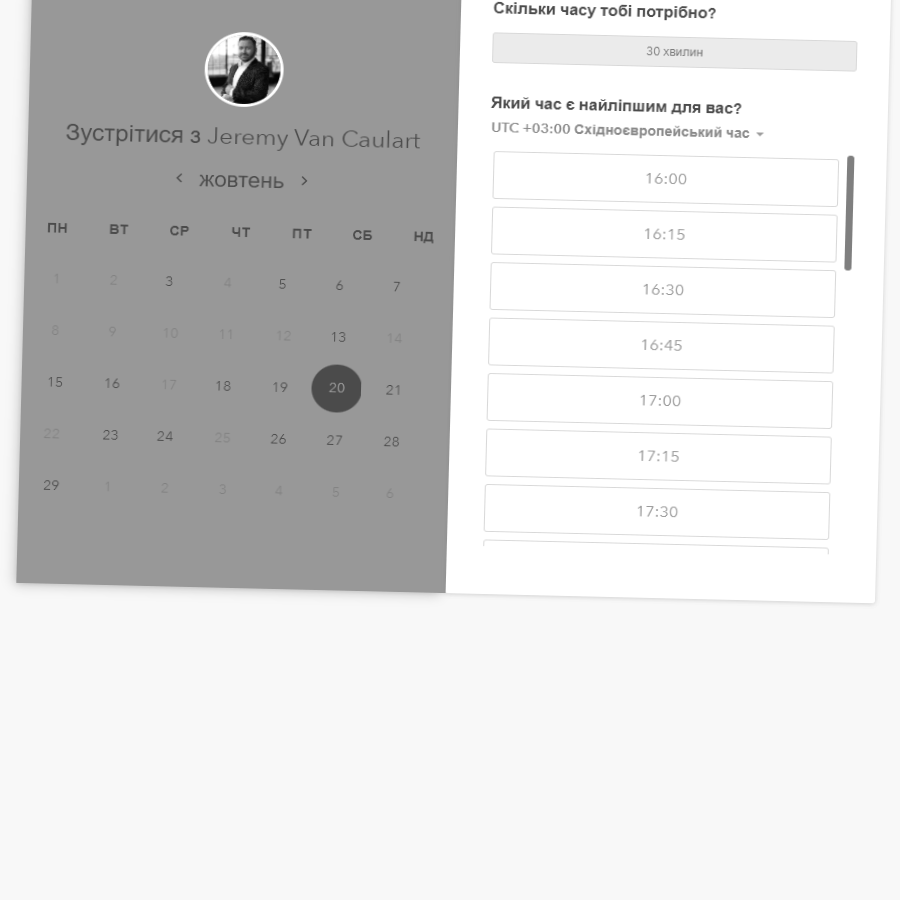 Зустрітися з Jeremy Van Caulart
жовтень
ПН ВТ СР ЧТ ПТ СБ НД
1 2 3 4 5 6 7
8 9 10 11 12 13 14
15 16 17 18 19 20 21
22 23 24 25 26 27 28
29 1 2 3 4 5 6
Скільки часу тобі потрібно?
30 хвилин
Який час є найліпшим для вас?
UTC +03:00 Східноєвропейський час
16:00
16:15
16:30
16:45
17:00
17:15
17:30